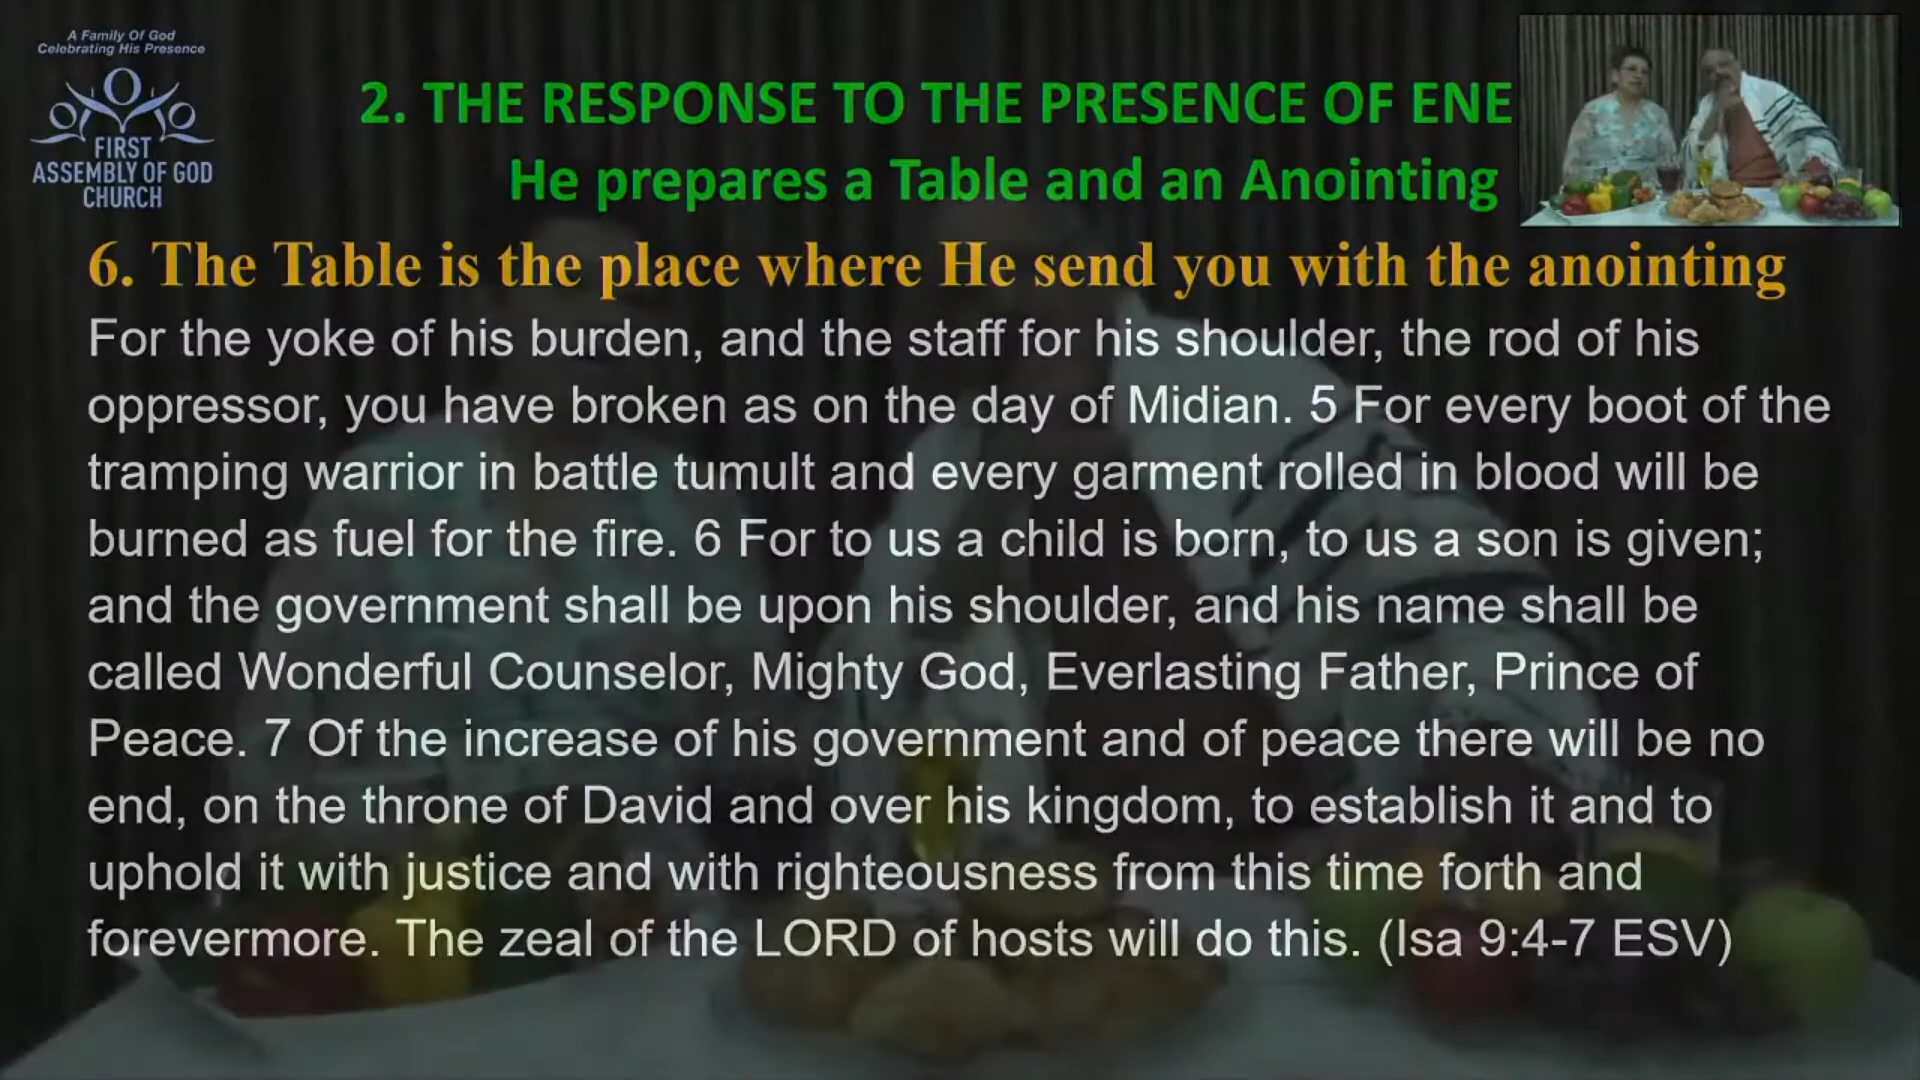 A Family Of God
Celebrating His Presence
FIRST
ASSEMBLY OF GOD
CHURCH
2. THE RESPONSE TO THE PRESENCE OF ENE
He prepares a Table and an Anointing
6. The Table is the place where He send you with the anointing
For the yoke of his burden, and the staff for his shoulder, the rod of his
oppressor, you have broken as on the day of Midian. 5 For every boot of the
tramping warrior in battle tumult and every garment rolled in blood will be
burned as fuel for the fire. 6 For to us a child is born, to us a son is given;
and the government shall be upon his shoulder, and his name shall be
called Wonderful Counselor, Mighty God, Everlasting Father, Prince of
Peace. 7 Of the increase of his government and of peace there will be no
end, on the throne of David and over his kingdom, to establish it and to
uphold it with justice and with righteousness from this time forth and
forevermore. The zeal of the LORD of hosts will do this. (Isa 9:4-7 ESV)